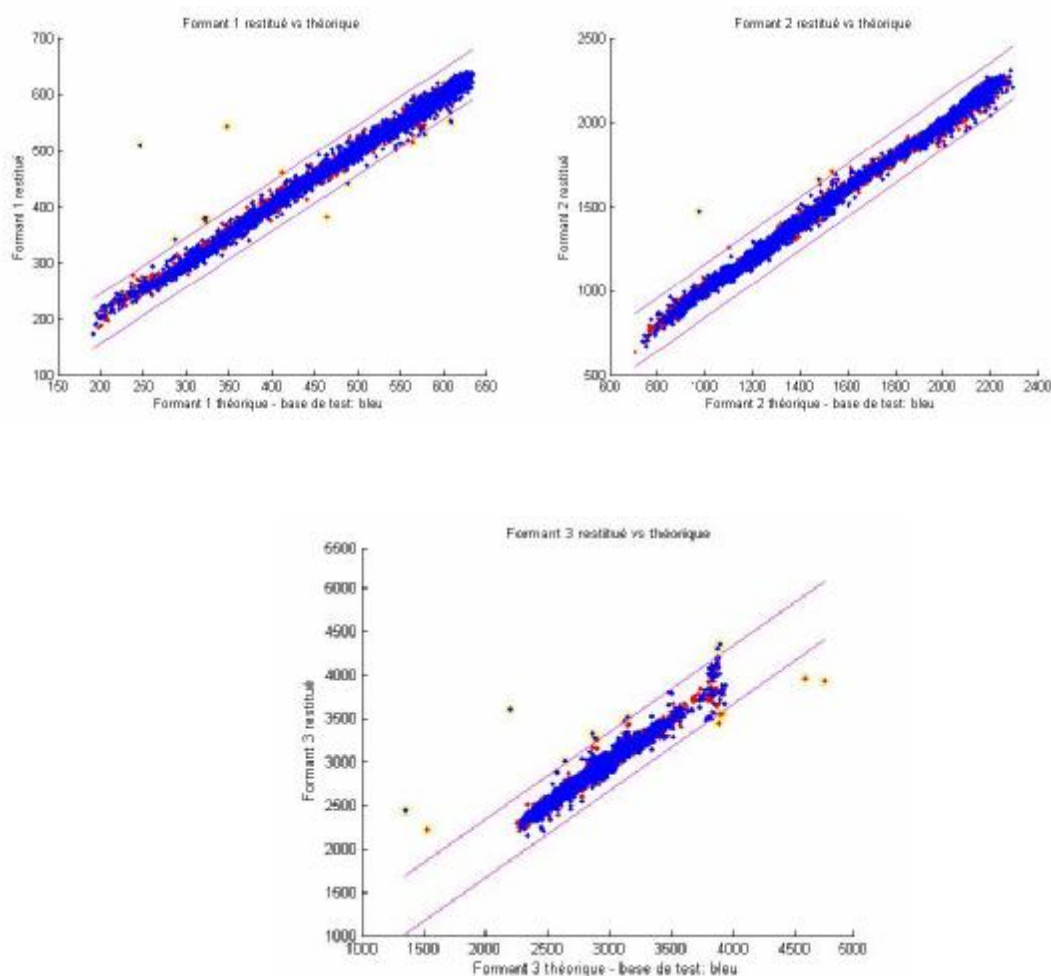 Formant 1 restitué vs théorique
700
600
500
400
300
200
100
Formant 1 restitué
150 200 250 300 350 400 450 500 550 600 650
Formant 1 théorique - base de test: bleu
Formant 2 restitué vs théorique
2500
2000
1500
1000
500
Formant 2 restitué
600 800 1000 1200 1400 1600 1800 2000 2200 2400
Formant 2 théorique - base de test: bleu
Formant 3 restitué vs théorique
5500
5000
4500
4000
3500
3000
2500
2000
1500
1000
Formant 3 restitué
1000 1500 2000 2500 3000 3500 4000 4500 5000
Formant 3 théorique - base de test: bleu